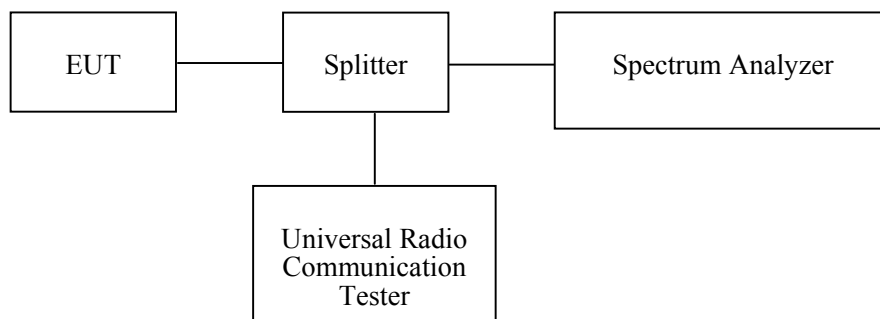 EUT
Splitter
Spectrum Analyzer
Universal Radio
Communication
Tester